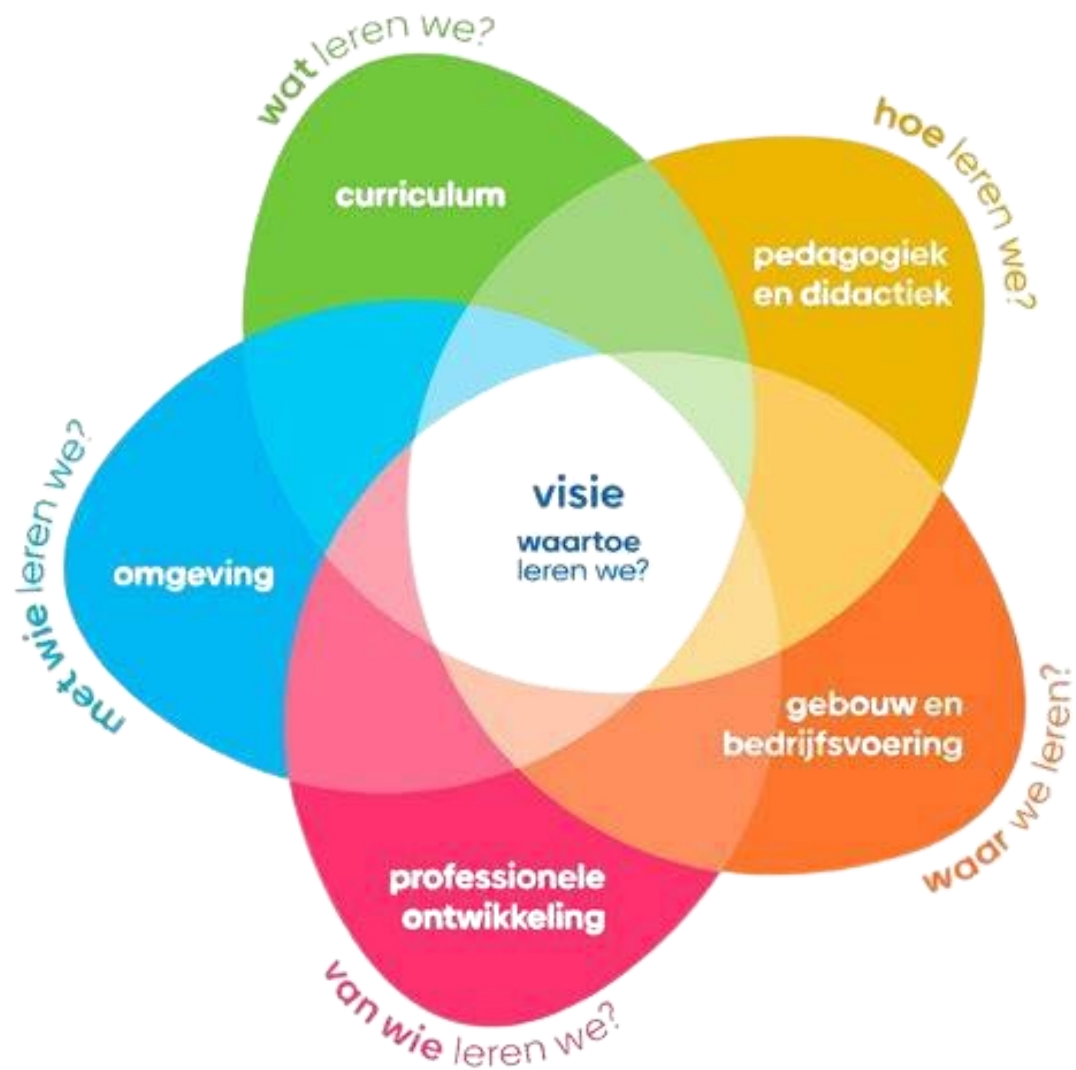 wat leren we?
curriculum
hoe leren we?
pedagogiek
en didactiek
visie
waartoe
leren we?
met wie leren we?
omgeving
gebouw en
bedrijfsvoering
waar we leren?
professionele
ontwikkeling
van wie leren we?